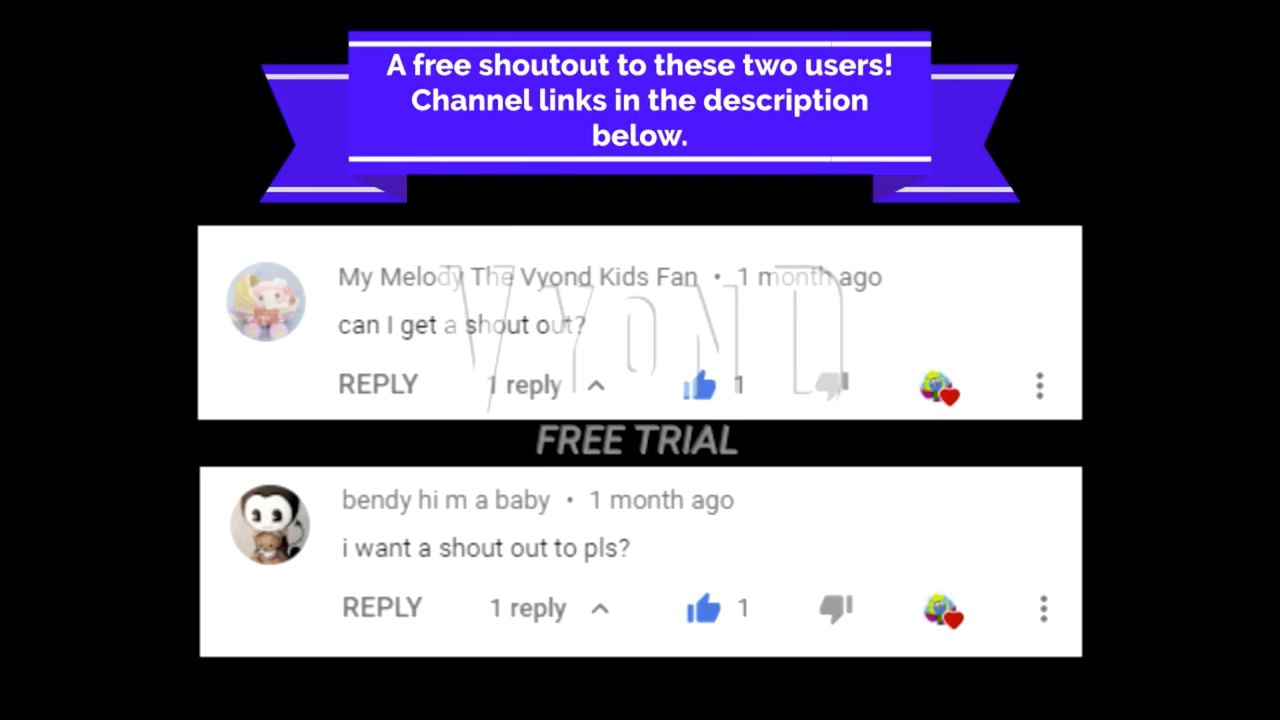 A free shoutout to these two users!
Channel links in the description
below.
My Melody The Vyond Kids Fan • 1 month ago
can I get a shout out?
REPLY 1 reply 1
VYOND
FREE TRIAL
bendy hi m a baby • 1 month ago
i want a shout out to pls?
REPLY 1 reply 1